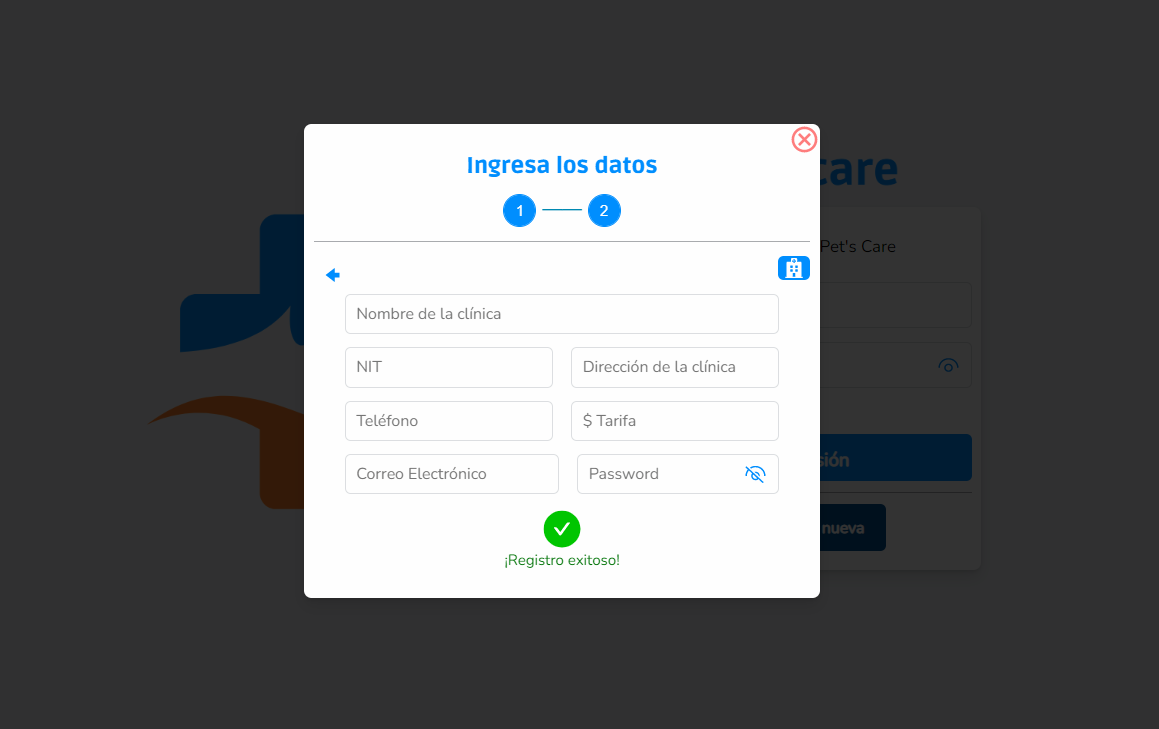 Ingresa los datos
1 2
Nombre de la clínica
NIT
Dirección de la clínica
Teléfono
$ Tarifa
Correo Electrónico
Password
¡Registro exitoso!
care
Pet's Care
sión
nueva